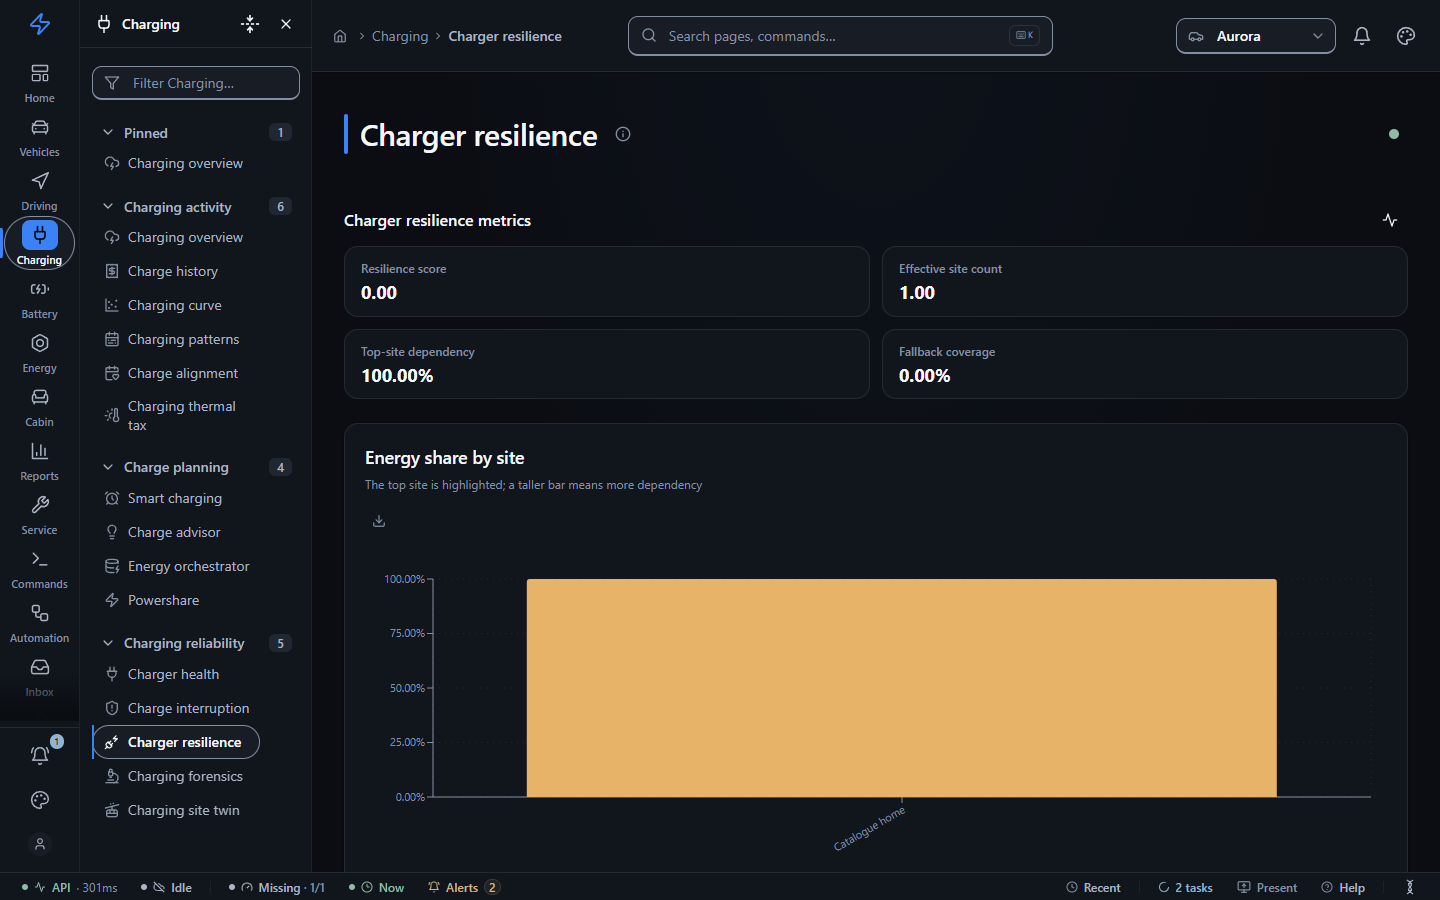 Charging
Charging
Charger resilience
Search pages, commands...
K
Aurora
Home
Vehicles
Driving
Charging
Battery
Energy
Cabin
Reports
Service
Commands
Automation
Inbox
1
Filter Charging...
Pinned
1
Charging overview
Charging activity
6
Charging overview
Charge history
Charging curve
Charging patterns
Charge alignment
Charging thermal
tax
Charge planning
4
Smart charging
Charge advisor
Energy orchestrator
Powershare
Charging reliability
5
Charger health
Charge interruption
Charger resilience
Charging forensics
Charging site twin
Charger resilience
Charger resilience metrics
Resilience score
0.00
Effective site count
1.00
Top-site dependency
100.00%
Fallback coverage
0.00%
Energy share by site
The top site is highlighted; a taller bar means more dependency
100.00%
75.00%
50.00%
25.00%
0.00%
Catalogue home
API · 301ms
Idle
Missing · 1/1
Now
Alerts 2
Recent
2 tasks
Present
Help